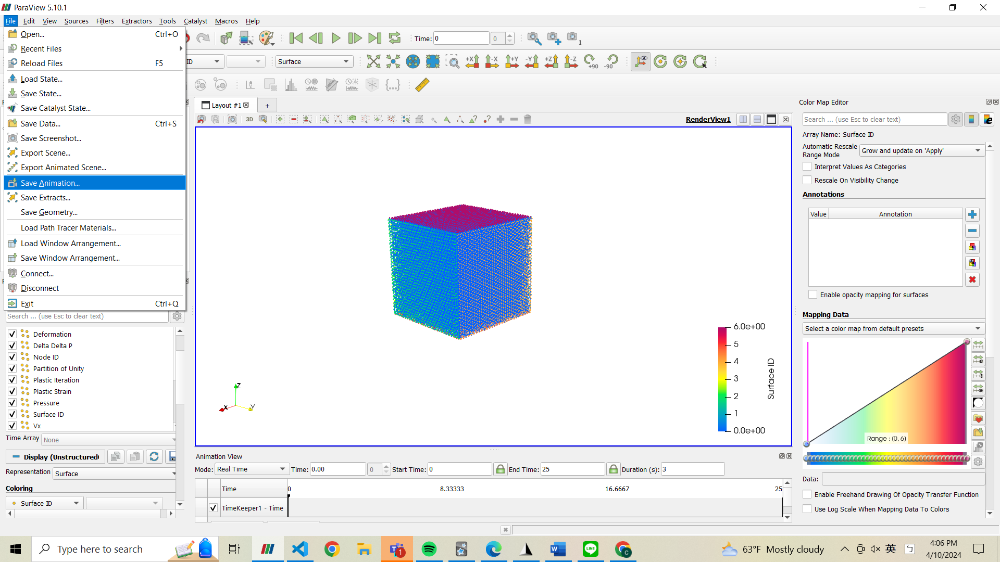 ParaView 5.10.1
File Edit View Sources Filters Extractors Tools Catalyst Macros Help
Open... Ctrl+O
Recent Files
Reload Files F5
Load State...
Save State...
Save Catalyst State...
Save Data... Ctrl+S
Save Screenshot...
Export Scene...
Export Animated Scene...
Save Animation...
Save Extracts...
Save Geometry...
Load Path Tracer Materials...
Load Window Arrangement...
Save Window Arrangement...
Connect...
Disconnect
Exit Ctrl+Q
Time: 0 0
1
ID
Surface
+X -X +Y -Y +Z -Z +90 -90
Layout #1
+
3D
RenderView1
Search ... (use Esc to clear text)
Deformation
Delta Delta P
Node ID
Partition of Unity
Plastic Iteration
Plastic Strain
Pressure
Surface ID
Vx
Time Array None
Display (Unstructured
Representation Surface
Coloring
Surface ID
Z
X
Y
6.0e+00
5
4
3
2
1
0.0e+00
Surface ID
Animation View
Mode: Real Time Time: 0.00 0 Start Time: 0 End Time: 25 Duration (s): 3
Time 0 8.33333 16.6667 25
TimeKeeper1 - Time
Color Map Editor
Search ... (use Esc to clear text)
Array Name: Surface ID
Automatic Rescale
Range Mode
Grow and update on 'Apply'
Interpret Values As Categories
Rescale On Visibility Change
Annotations
Value Annotation
Enable opacity mapping for surfaces
Mapping Data
Select a color map from default presets
Range : (0, 6)
Data:
Enable Freehand Drawing Of Opacity Transfer Function
Use Log Scale When Mapping Data To Colors
Type here to search
1
LINE
C
63°F Mostly cloudy
英
4:06 PM
4/10/2024